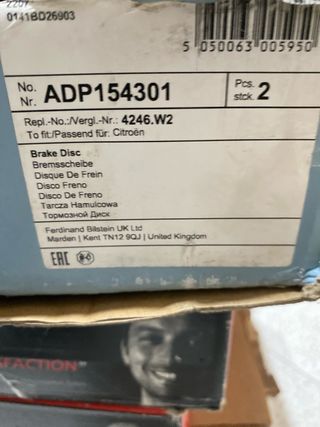 0141BD26903
5 050063 005950
No.
Nr. ADP154301
Pcs.
stck. 2
Repl.-No.:/Vergl.-Nr.: 4246.W2
To fit:/Passend für: Citroën
Brake Disc
Bremsscheibe
Disque De Frein
Disco Freno
Disco De Freno
Tarcza Hamulcowa
Тормозной Диск
Ferdinand Bilstein UK Ltd
Marden | Kent TN12 9QJ | United Kingdom
EAC